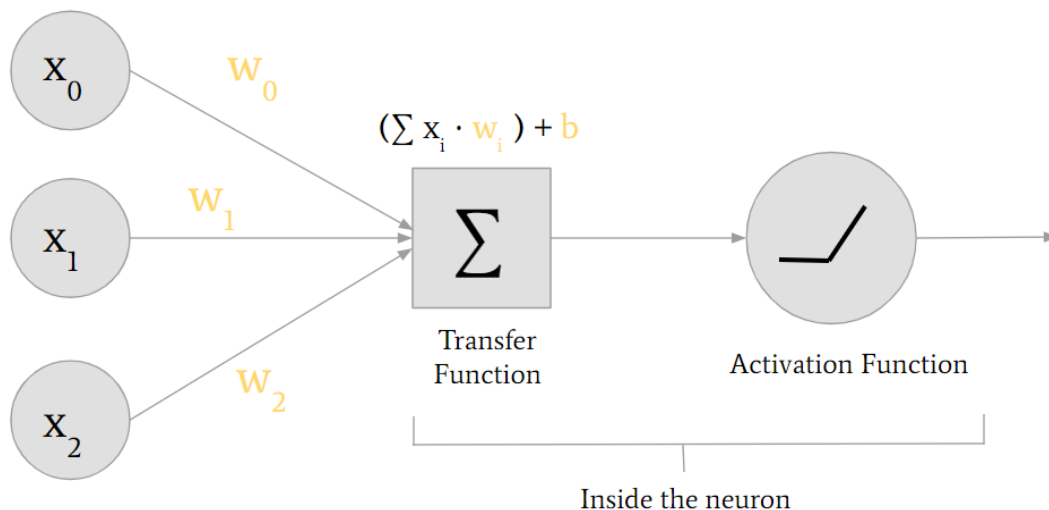 x₀
w₀
(∑ xᵢ · wᵢ ) + b
x₁
w₁
∑
Transfer
Function
Activation Function
x₂
w₂
Inside the neuron